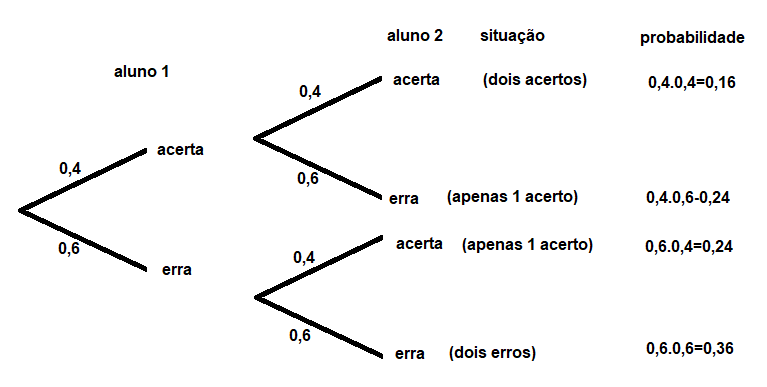 aluno 2 situação probabilidade
aluno 1
0,4 acerta (dois acertos) 0,4.0,4=0,16
0,4 acerta
0,6 erra (apenas 1 acerto) 0,4.0,6-0,24
0,6 erra
0,4 acerta (apenas 1 acerto) 0,6.0,4=0,24
0,6 erra (dois erros) 0,6.0,6=0,36